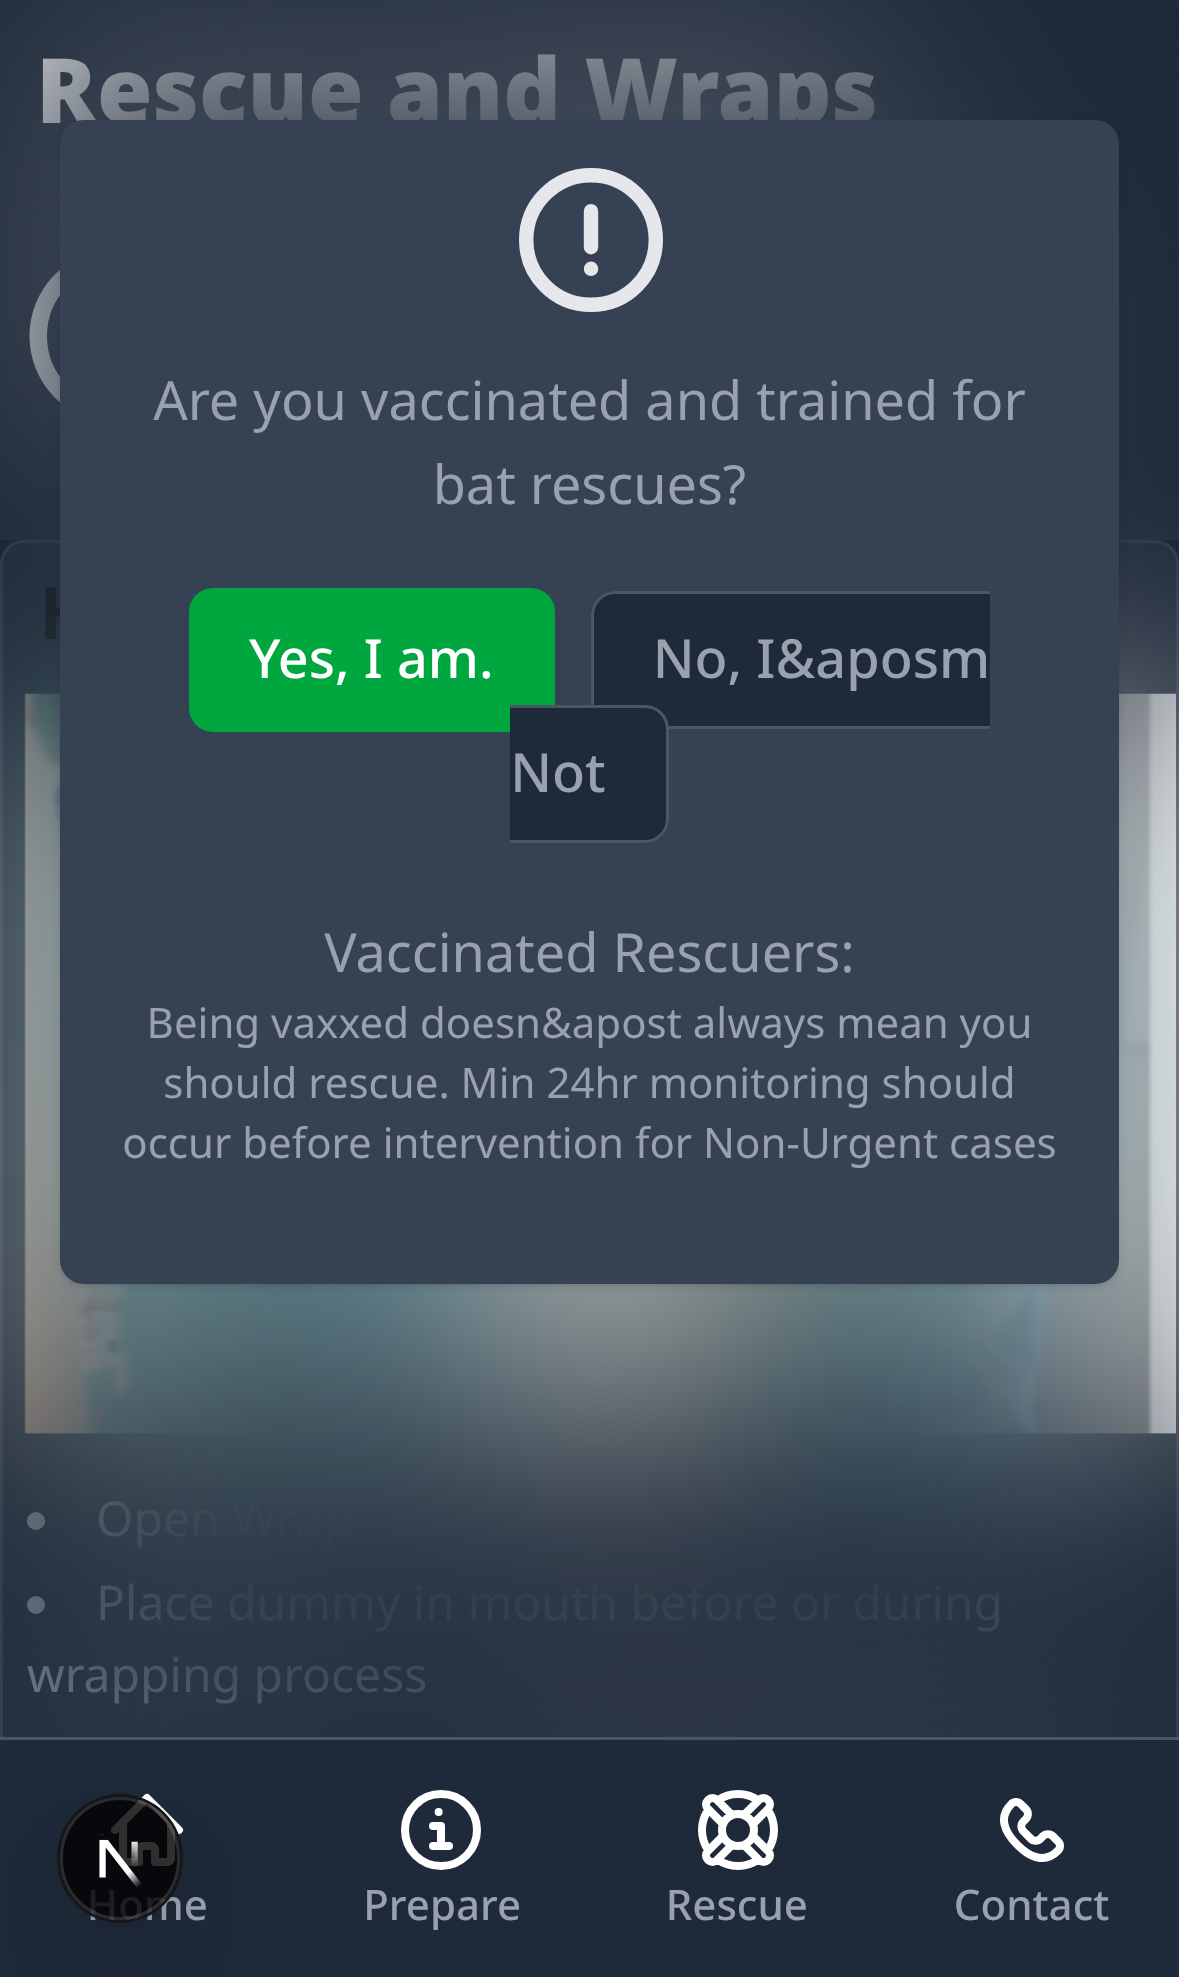 Rescue and Wraps
Are you vaccinated and trained for
bat rescues?
Yes, I am.
No, I&aposm
Not
Vaccinated Rescuers:
Being vaxxed doesn&apost always mean you
should rescue. Min 24hr monitoring should
occur before intervention for Non-Urgent cases
Open Wrap
Place dummy in mouth before or during
wrapping process
N
Home
Prepare
Rescue
Contact